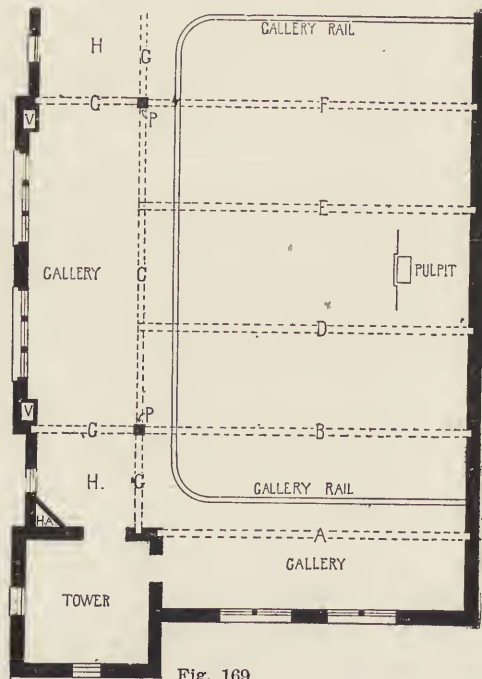 H
G
GALLERY RAIL
G
F
V
P
E
GALLERY
G
PULPIT
D
V
P
G
B
H.
G
GALLERY RAIL
HA
A
GALLERY
TOWER
Fig. 169